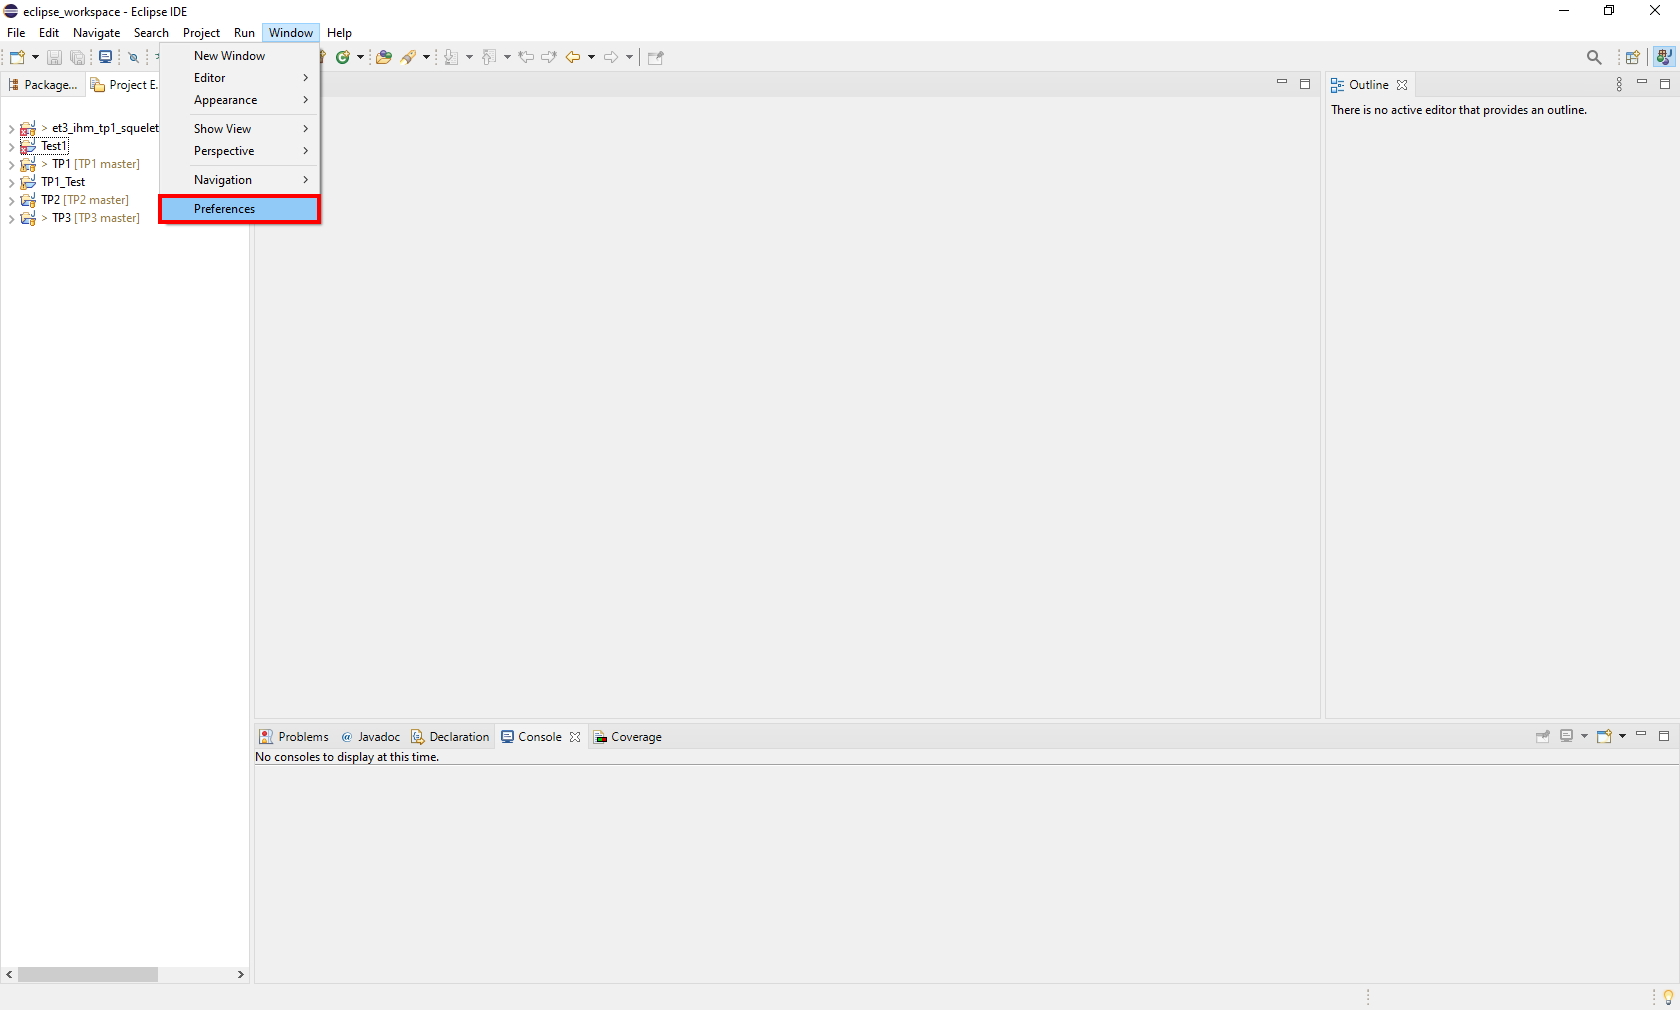 eclipse_workspace - Eclipse IDE
File Edit Navigate Search Project Run Window Help
New Window
Editor
Appearance
Show View
Perspective
Navigation
Preferences
Package... Project E.
> et3_ihm_tp1_squelet
Test1
> TP1 [TP1 master]
TP1_Test
TP2 [TP2 master]
> TP3 [TP3 master]
Outline
There is no active editor that provides an outline.
Problems @ Javadoc Declaration Console Coverage
No consoles to display at this time.